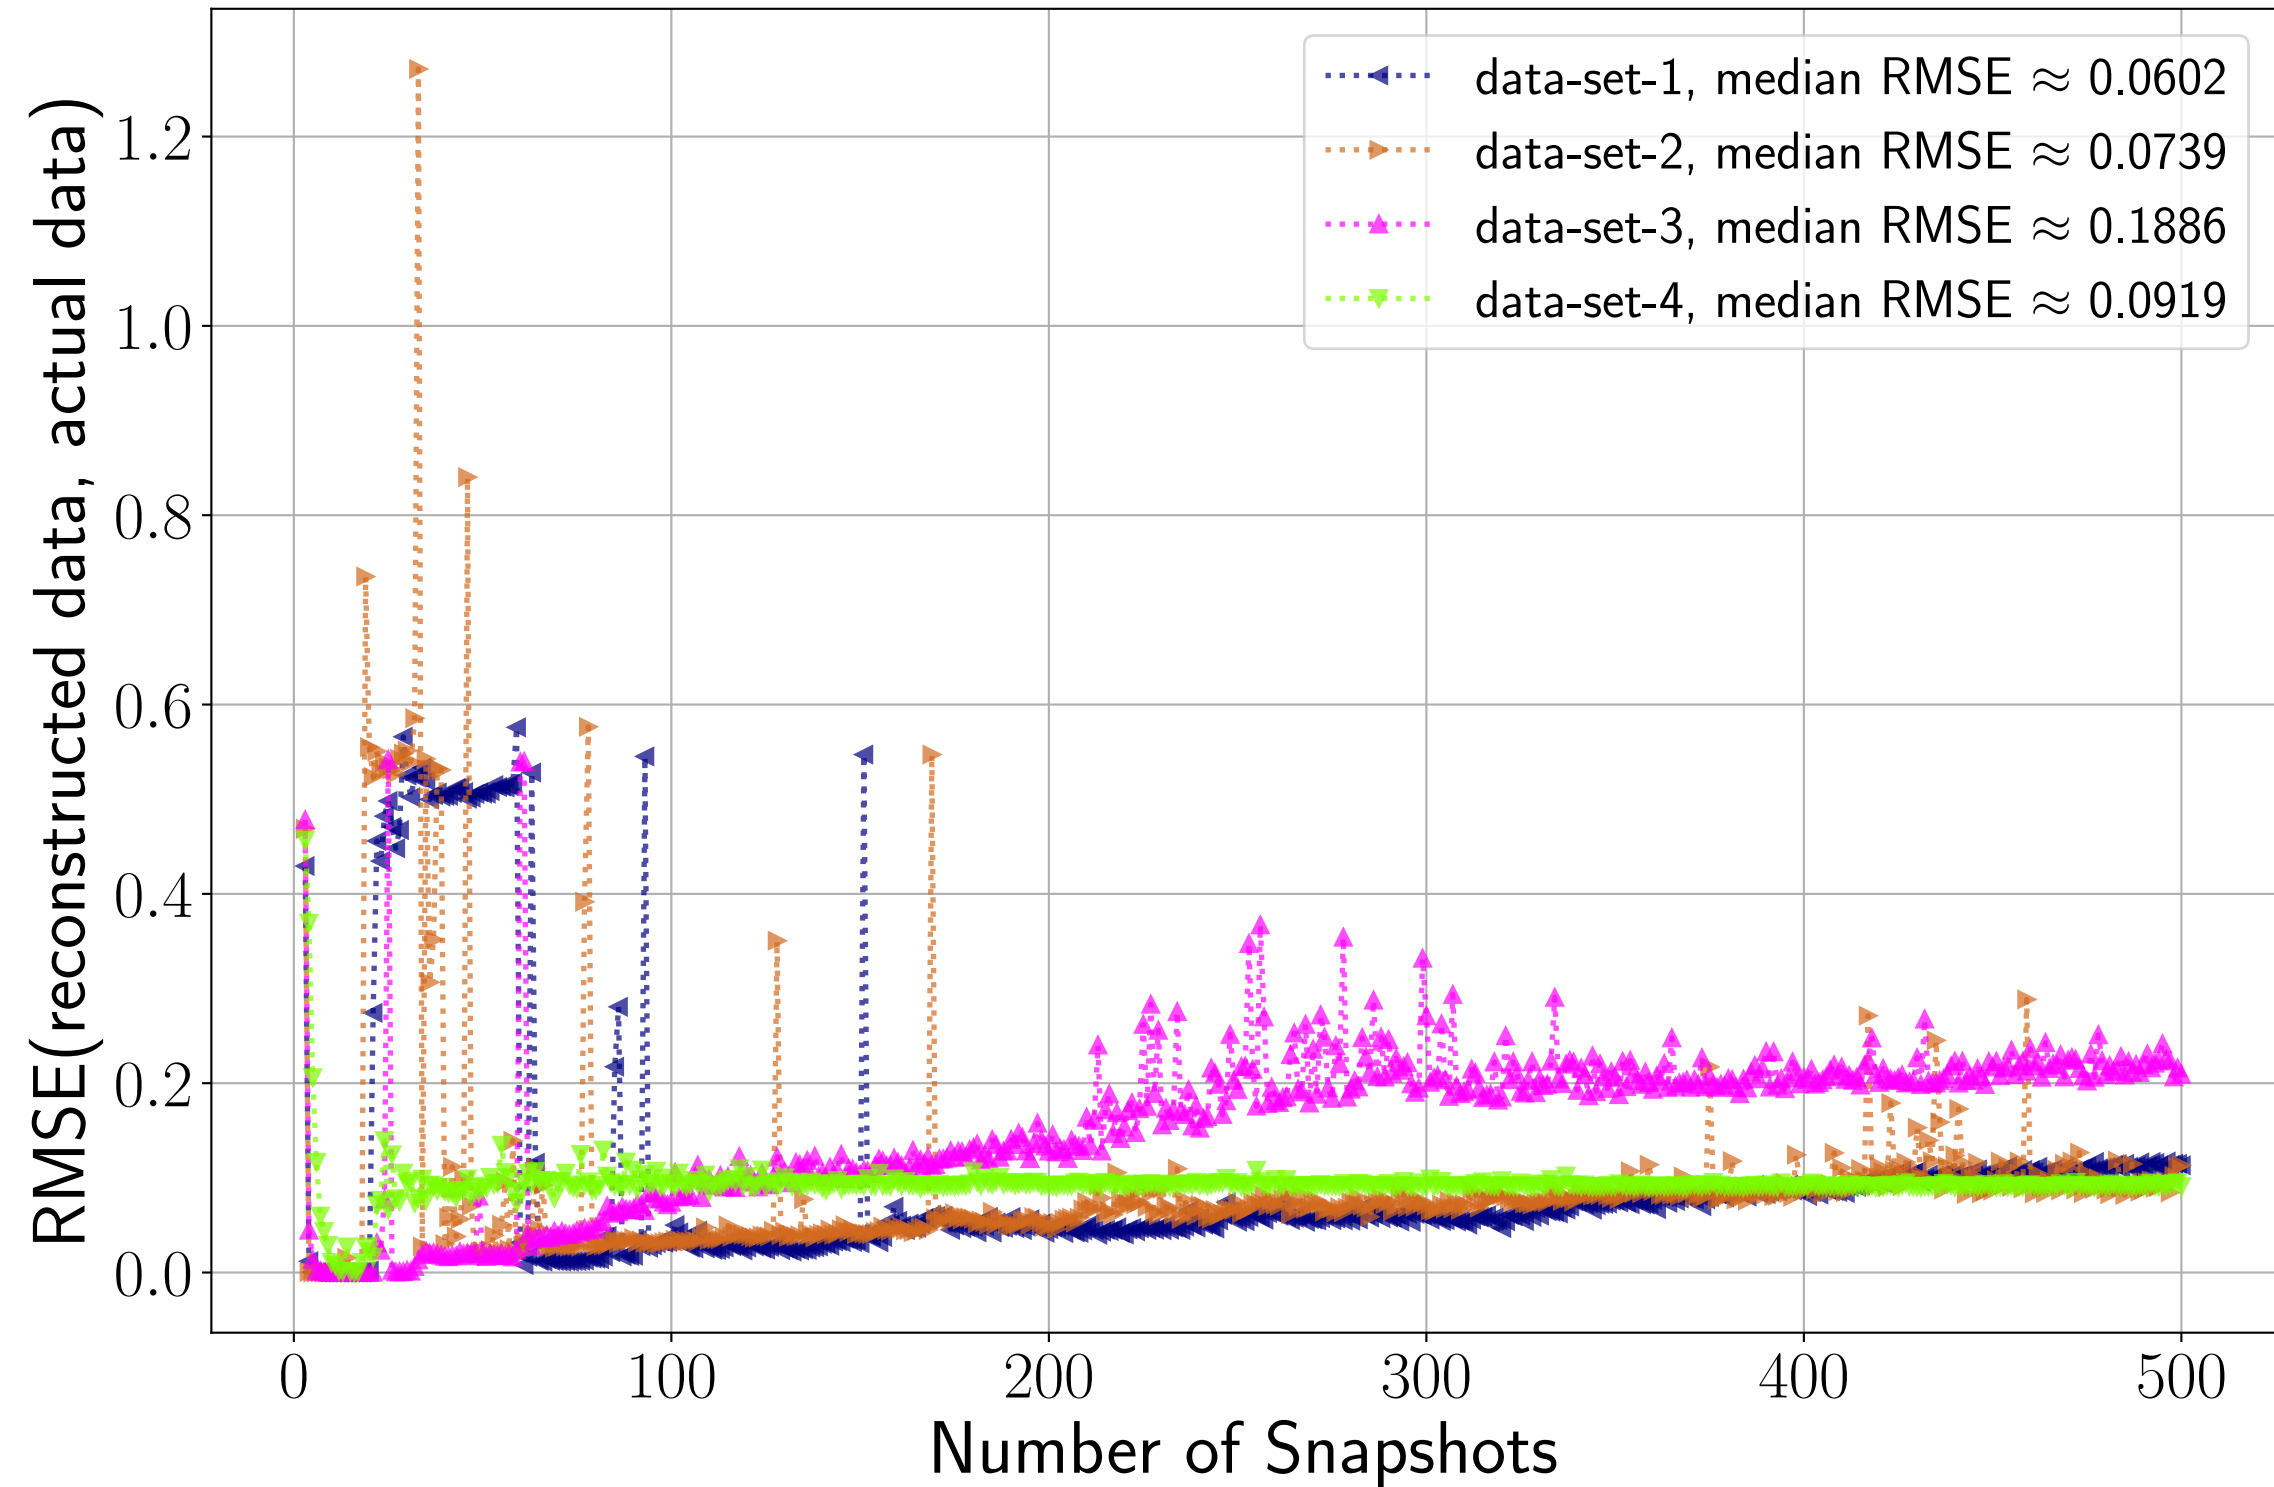 RMSE(reconstructed data, actual data)
1.2
1.0
0.8
0.6
0.4
0.2
0.0
data-set-1, median RMSE ≈ 0.0602
data-set-2, median RMSE ≈ 0.0739
data-set-3, median RMSE ≈ 0.1886
data-set-4, median RMSE ≈ 0.0919
0 100 200 300 400 500
Number of Snapshots